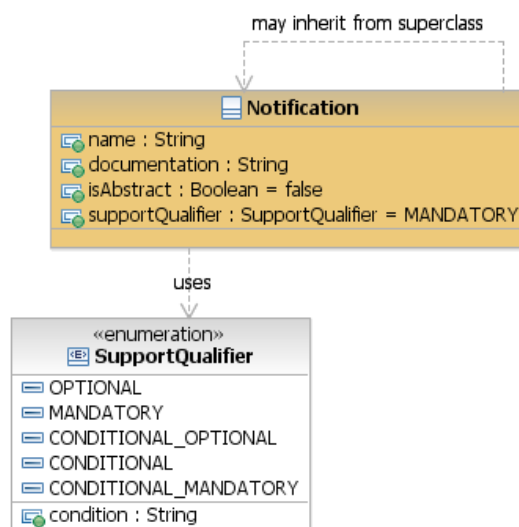 may inherit from superclass
Notification
name : String
documentation : String
isAbstract : Boolean = false
supportQualifier : SupportQualifier = MANDATORY
uses
«enumeration»
<E> SupportQualifier
OPTIONAL
MANDATORY
CONDITIONAL_OPTIONAL
CONDITIONAL
CONDITIONAL_MANDATORY
condition : String